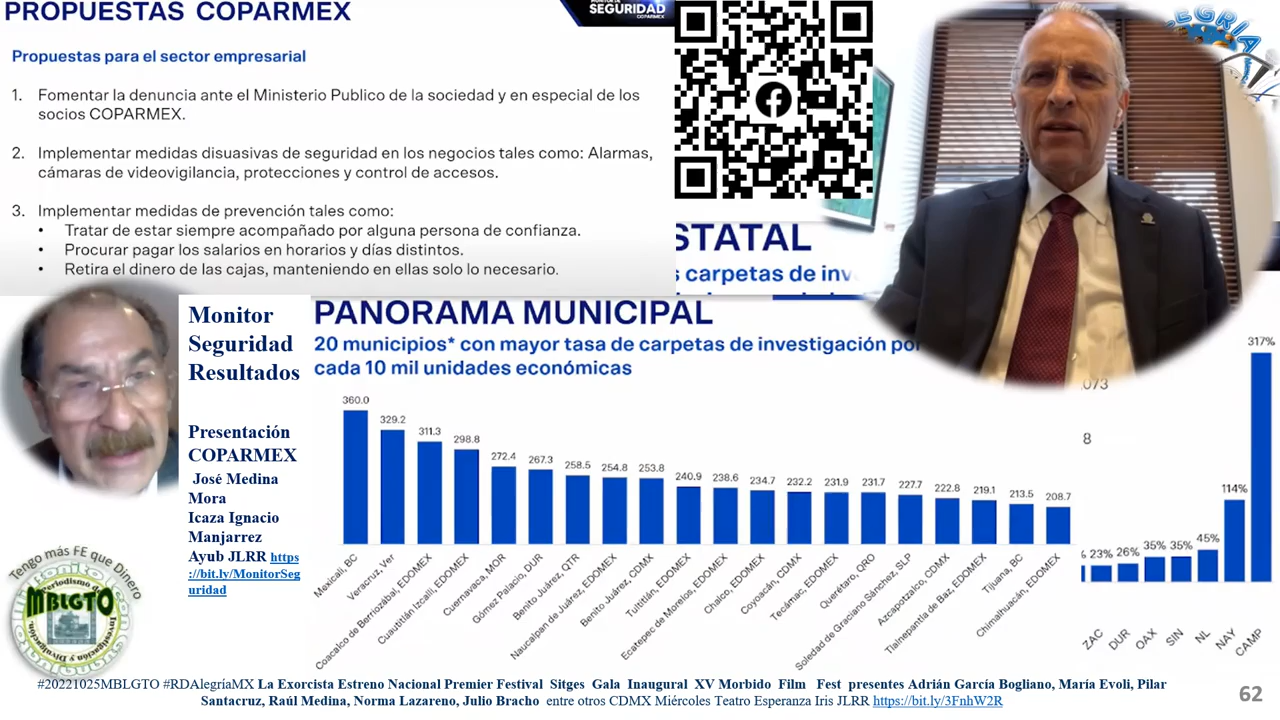 PROPUESTAS COPARMEX
SEGURIDAD
COPARMEX
Propuestas para el sector empresarial
1. Fomentar la denuncia ante el Ministerio Publico de la sociedad y en especial de los
socios COPARMEX.
2. Implementar medidas disuasivas de seguridad en los negocios tales como: Alarmas,
cámaras de videovigilancia, protecciones y control de accesos.
3. Implementar medidas de prevención tales como:
• Tratar de estar siempre acompañado por alguna persona de confianza.
• Procurar pagar los salarios en horarios y días distintos.
• Retira el dinero de las cajas, manteniendo en ellas solo lo necesario.
STATAL
s carpetas de inv
Monitor
Seguridad
Resultados
Presentación
COPARMEX
José Medina
Mora
Icaza Ignacio
Manjarrez
Ayub JLRR https
://bit.ly/MonitorSeg
uridad
PANORAMA MUNICIPAL
20 municipios* con mayor tasa de carpetas de investigación por
cada 10 mil unidades económicas
360.0
329.2
311.3
298.8
272.4
267.3
258.5
254.8
253.8
240.9
238.6
234.7
232.2
231.9
231.7
227.7
222.8
219.1
213.5
208.7
Mexicali, BC
Veracruz, Ver
Coacalco de Berriozábal, EDOMEX
Cuautitlán Izcalli, EDOMEX
Cuernavaca, MOR
Gómez Palacio, DUR
Benito Juárez, QTR
Naucalpan de Juárez, EDOMEX
Benito Juárez, CDMX
Tultitlán, EDOMEX
Ecatepec de Morelos, EDOMEX
Chalco, EDOMEX
Coyoacan, CDMX
Tecámac, EDOMEX
Querétaro, QRO
Soledad de Graciano Sánchez, SLP
Azcapotzalco, CDMX
Tlalnepantla de Baz, EDOMEX
Tijuana, BC
Chimalhuacán, EDOMEX
,073
8
23%
26%
35%
35%
45%
114%
317%
ZAC
DUR
OAX
SIN
NL
NAY
CAMP
Tengo más FE que Dinero
Periodismo de
MBLGTO
Investigación y Divulgación
#20221025MBLGTO #RDAlegríaMX La Exorcista Estreno Nacional Premier Festival Sitges Gala Inaugural XV Morbido Film Fest presentes Adrián García Bogliano, María Evoli, Pilar
Santacruz, Raúl Medina, Norma Lazareno, Julio Bracho entre otros CDMX Miércoles Teatro Esperanza Iris JLRR https://bit.ly/3FnhW2R
62